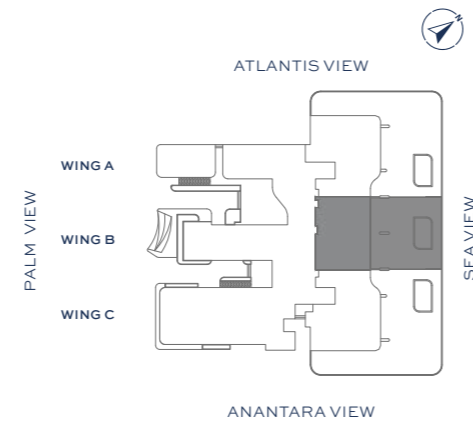 N
ATLANTIS VIEW
WING A
PALM VIEW
WING B
SEA VIEW
WING C
ANANTARA VIEW